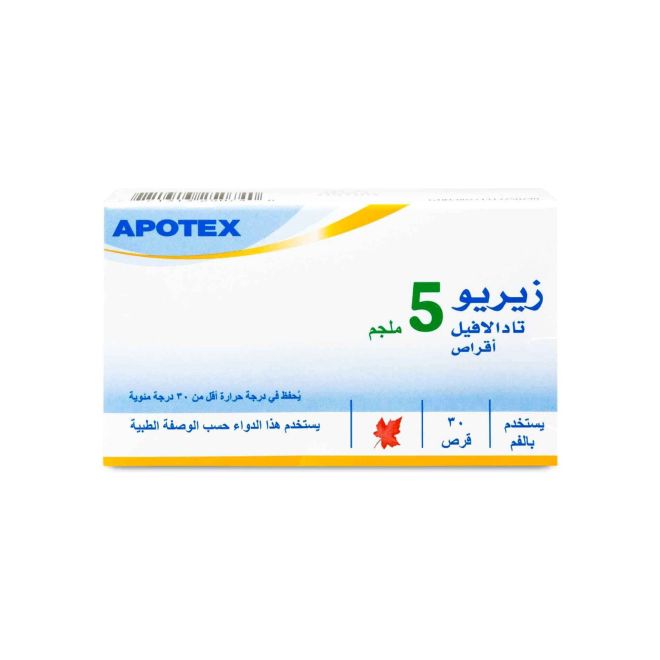 APOTEX
زيريو 5 ملجم
تادالافيل
أقراص
يُحفظ في درجة حرارة أقل من ٣٠ درجة مئوية
يستخدم هذا الدواء حسب الوصفة الطبية
٣٠
قرص
يستخدم
بالفم